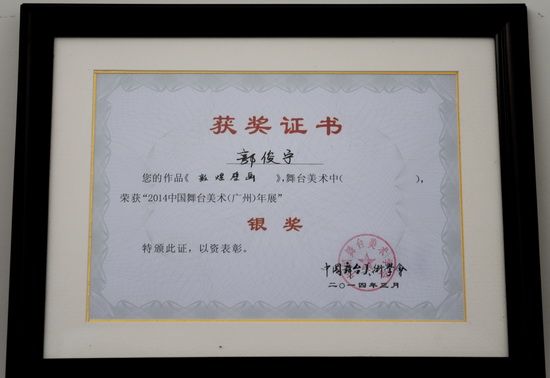 获奖证书
郭俊宇
您的作品《敦煌壁画》，舞台美术中（ ），
荣获“2014中国舞台美术（广州）年展”
银奖
特颁此证，以资表彰。
中国舞台美术学会
二〇一四年三月